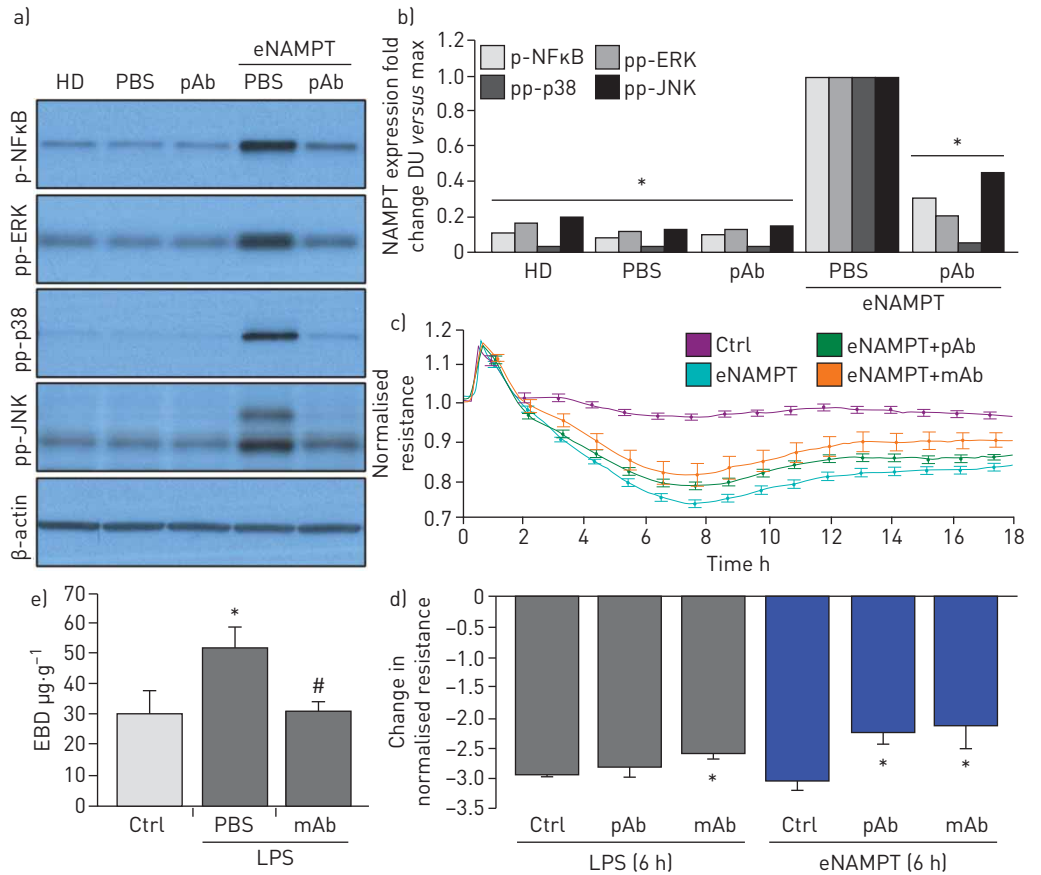 a)
eNAMPT
HD PBS pAb PBS pAb
p-NFκB
pp-ERK
pp-p38
pp-JNK
β-actin
b)
NAMPT expression fold
change DU versus max
1.2
1.0
0.8
0.6
0.4
0.2
0
p-NFκB pp-ERK
pp-p38 pp-JNK
*
*
HD PBS pAb PBS pAb
eNAMPT
c)
Normalised
resistance
1.2
1.1
1.0
0.9
0.8
0.7
Ctrl eNAMPT+pAb
eNAMPT eNAMPT+mAb
0 2 4 6 8 10 12 14 16 18
Time h
e)
EBD µg·g−1
70
60
50
40
30
20
10
0
*
#
Ctrl PBS mAb
LPS
d)
Change in
normalised resistance
0
−0.5
−1.0
−1.5
−2.0
−2.5
−3.0
−3.5
*
*
*
Ctrl pAb mAb Ctrl pAb mAb
LPS (6 h) eNAMPT (6 h)